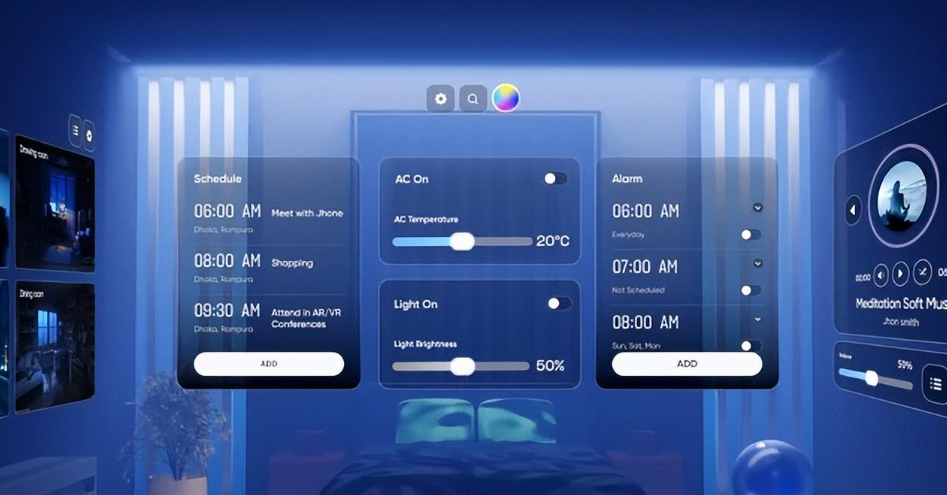 Drawing room
Dining room
Schedule
06:00 AM Meet with Jhone
Dhaka, Rampura
08:00 AM Shopping
Dhaka, Rampura
09:30 AM Attend in AR/VR
Conferences
Dhaka, Rampura
ADD
AC On
AC Temperature
20°C
Light On
Light Brightness
50%
Alarm
06:00 AM
Everyday
07:00 AM
Not Scheduled
08:00 AM
Sun, Sat, Mon
ADD
00:00
Meditation Soft Mus
Jhon smith
Volume
50%